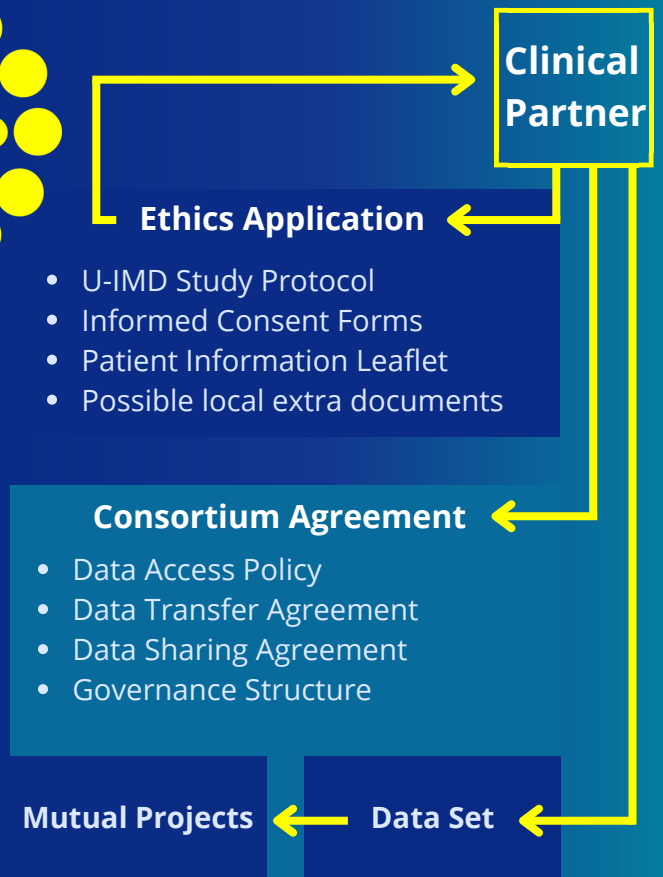 Clinical
Partner
Ethics Application
• U-IMD Study Protocol
• Informed Consent Forms
• Patient Information Leaflet
• Possible local extra documents
Consortium Agreement
• Data Access Policy
• Data Transfer Agreement
• Data Sharing Agreement
• Governance Structure
Mutual Projects
Data Set